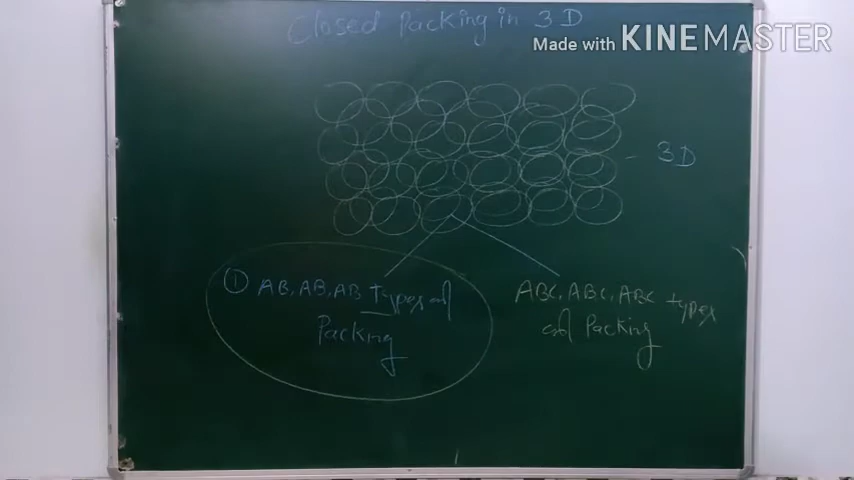 Closed Packing in 3D
Made with KINEMASTER
3D
① AB, AB, AB types of
Packing
ABC, ABC, ABC types
of Packing